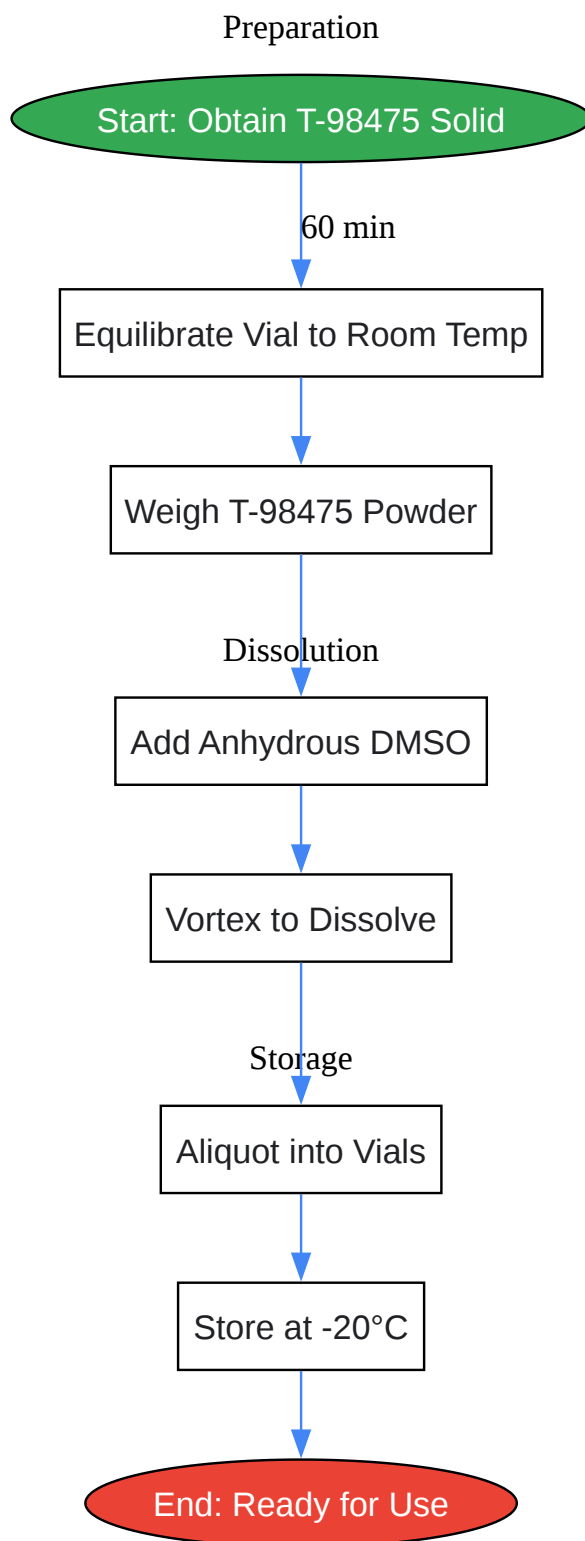 Preparation
Start: Obtain T-98475 Solid
60 min
Equilibrate Vial to Room Temp
Weigh T-98475 Powder
Dissolution
Add Anhydrous DMSO
Vortex to Dissolve
Storage
Aliquot into Vials
Store at -20°C
End: Ready for Use